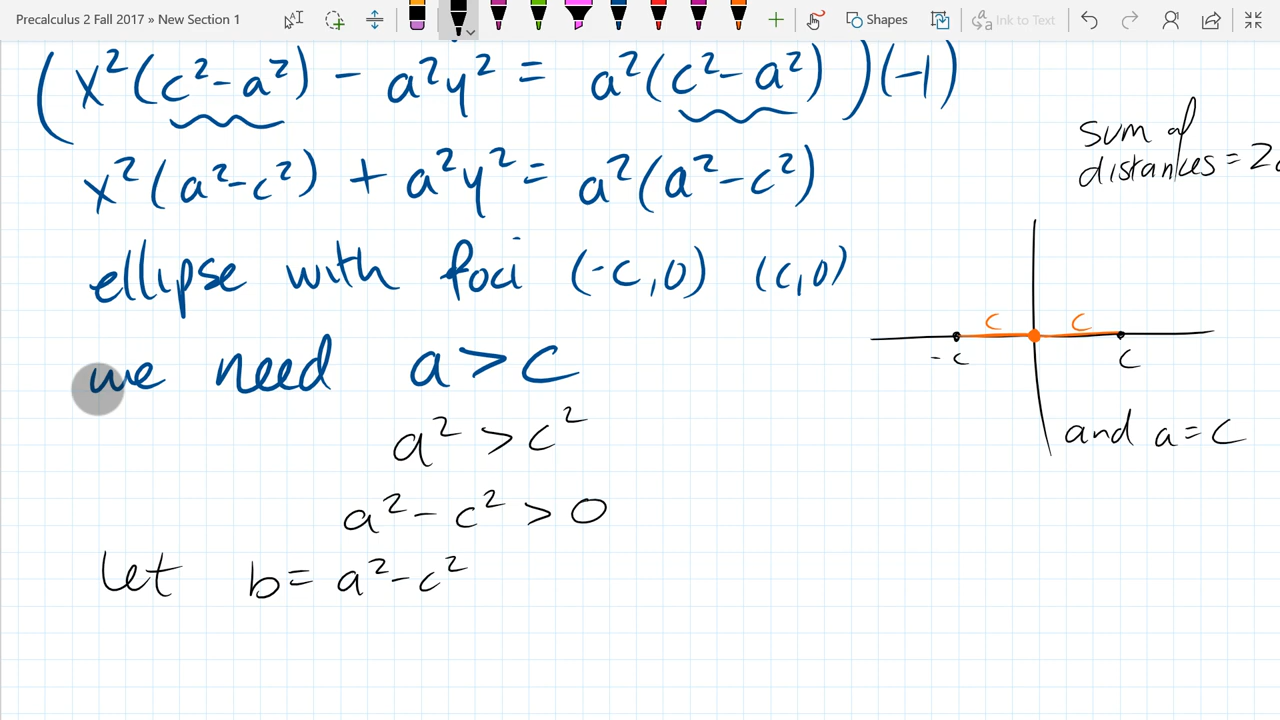 Precalculus 2 Fall 2017 » New Section 1
Shapes
Ink to Text
(x²(c²-a²) - a²y² = a²(c²-a²))(-1)
x²(a²-c²) + a²y² = a²(a²-c²)
ellipse with foci (-c,0) (c,0)
we need a > c
a² > c²
a² - c² > 0
Let b = a² - c²
sum of
distances = 2
c c
-c c
and a = c